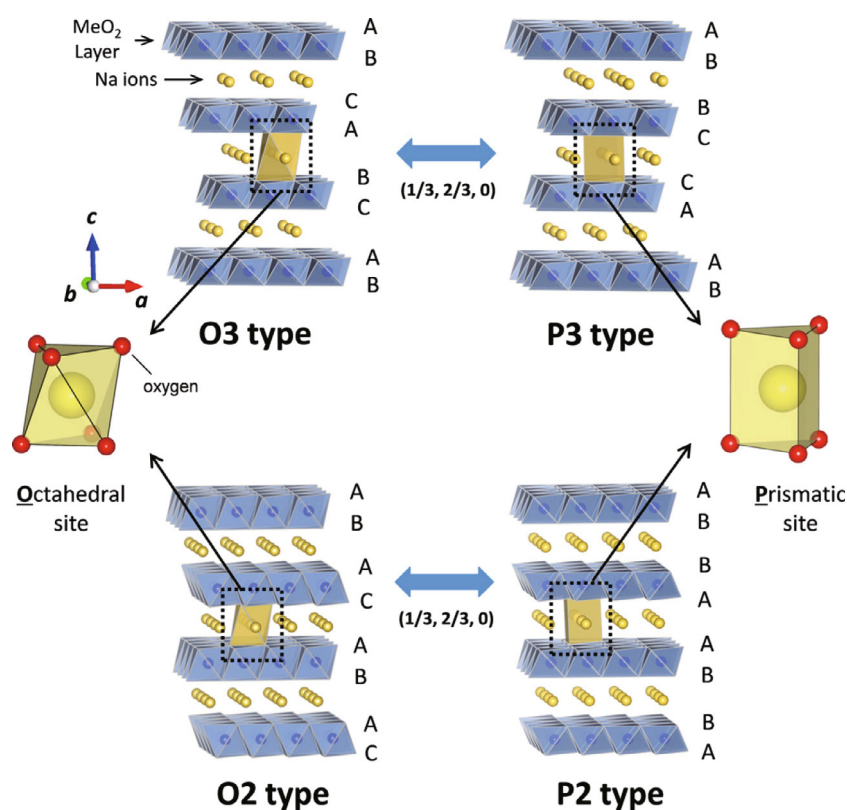 MeO₂
Layer
Na ions
A
B
C
A
B
C
A
B
O3 type
(1/3, 2/3, 0)
A
B
B
C
C
A
A
B
P3 type
c
b
a
oxygen
Octahedral
site
Prismatic
site
A
B
A
C
A
B
A
C
O2 type
(1/3, 2/3, 0)
A
B
B
A
A
B
B
A
P2 type